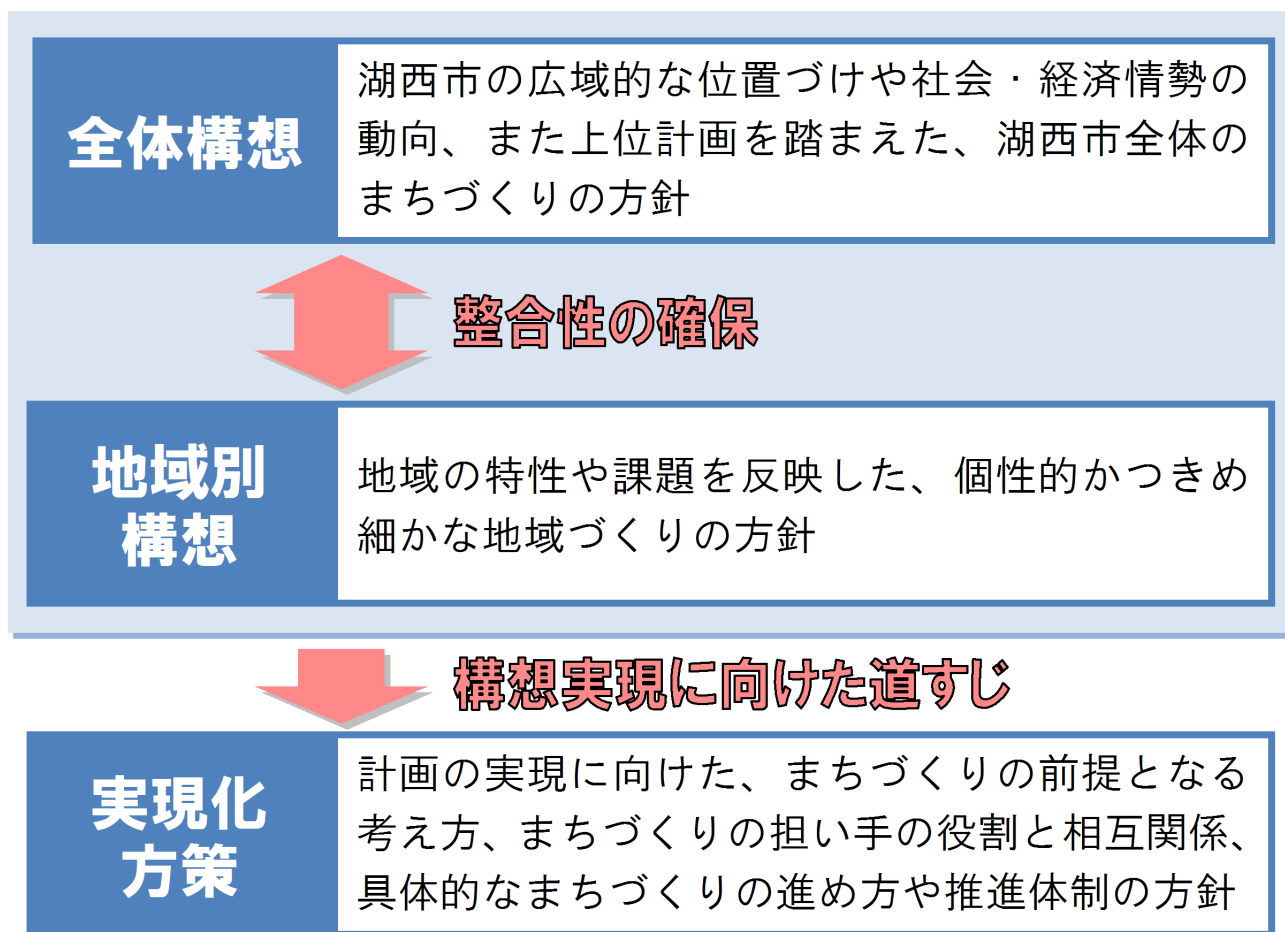 全体構想
湖西市の広域的な位置づけや社会・経済情勢の
動向、また上位計画を踏まえた、湖西市全体の
まちづくりの方針
整合性の確保
地域別
構想
地域の特性や課題を反映した、個性的かつきめ
細かな地域づくりの方針
構想実現に向けた道すじ
実現化
方策
計画の実現に向けた、まちづくりの前提となる
考え方、まちづくりの担い手の役割と相互関係、
具体的なまちづくりの進め方や推進体制の方針